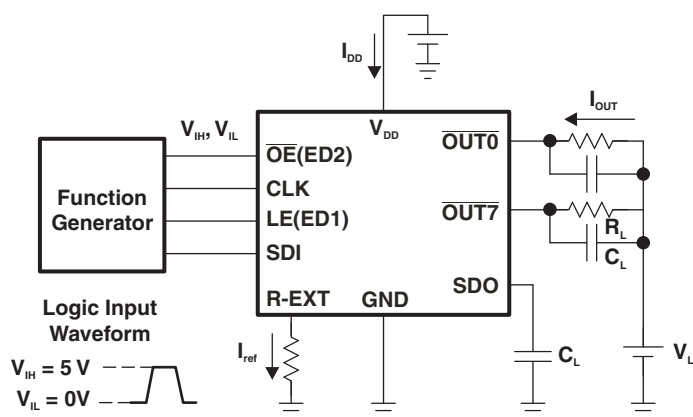 I_DD
V_IH, V_IL
V_DD
I_OUT
OUT0
OE(ED2)
CLK
Function
Generator
LE(ED1)
OUT7
R_L
C_L
SDI
SDO
R-EXT
GND
Logic Input
Waveform
I_ref
C_L
V_L
V_IH = 5 V
V_IL = 0V